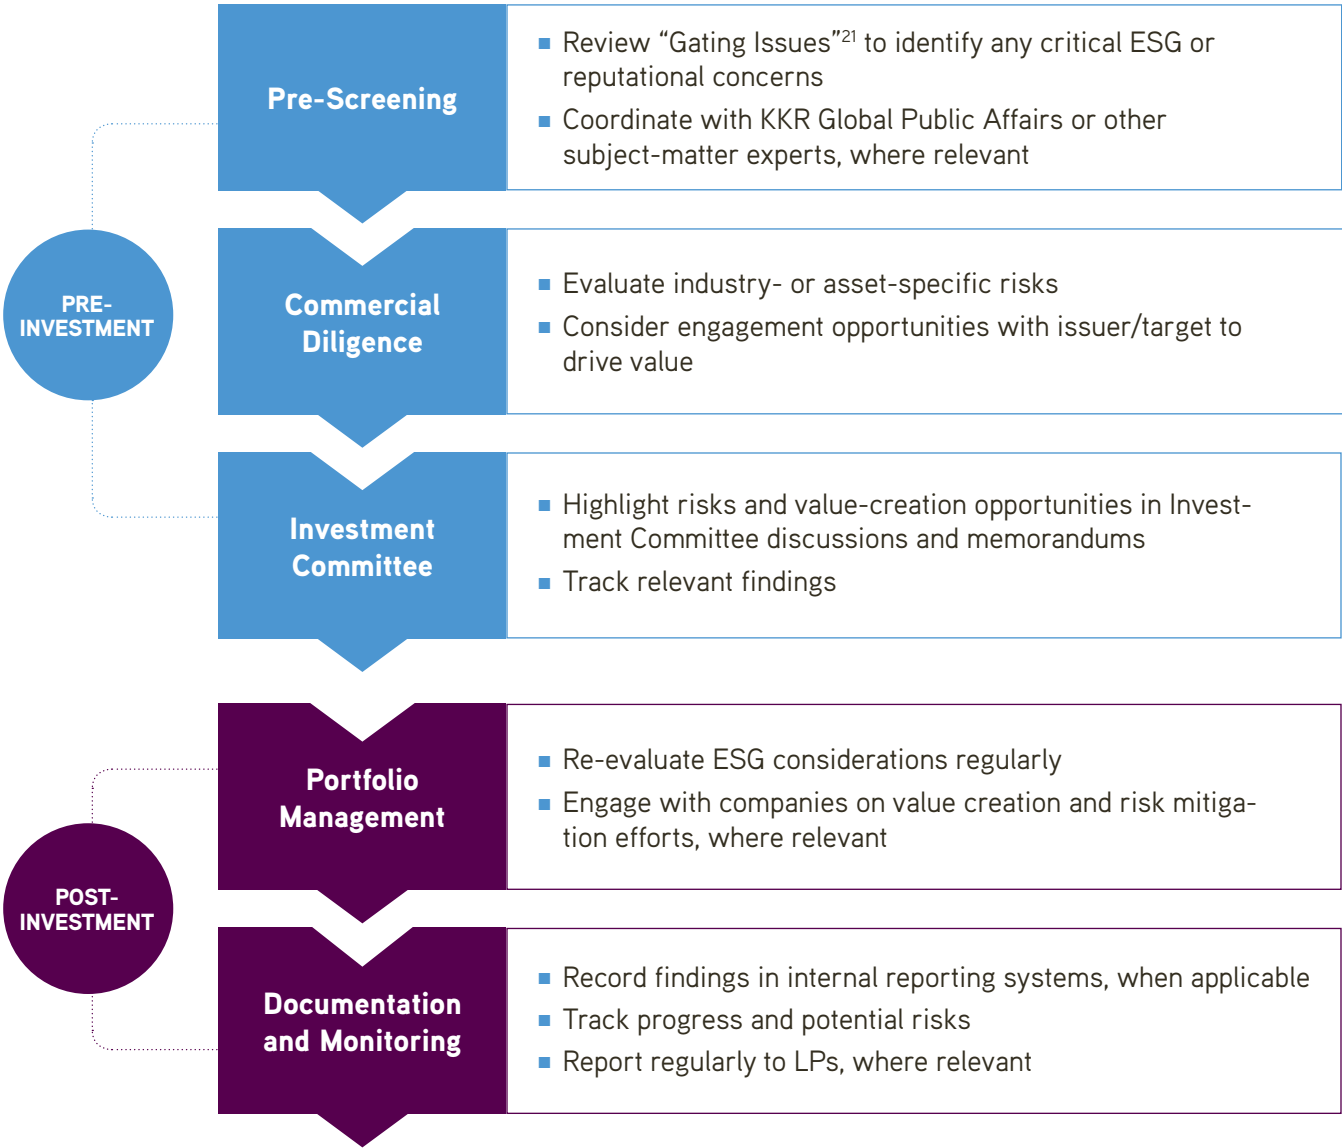 Pre-Screening
■ Review “Gating Issues”²¹ to identify any critical ESG or
reputational concerns
■ Coordinate with KKR Global Public Affairs or other
subject-matter experts, where relevant
PRE-
INVESTMENT
Commercial
Diligence
■ Evaluate industry- or asset-specific risks
■ Consider engagement opportunities with issuer/target to
drive value
Investment
Committee
■ Highlight risks and value-creation opportunities in Invest-
ment Committee discussions and memorandums
■ Track relevant findings
Portfolio
Management
■ Re-evaluate ESG considerations regularly
■ Engage with companies on value creation and risk mitiga-
tion efforts, where relevant
POST-
INVESTMENT
Documentation
and Monitoring
■ Record findings in internal reporting systems, when applicable
■ Track progress and potential risks
■ Report regularly to LPs, where relevant